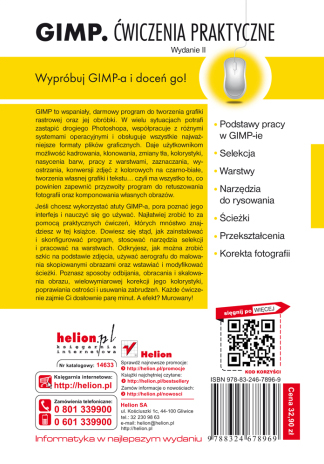 GIMP. ĆWICZENIA PRAKTYCZNE
Wydanie II
Wypróbuj GIMP-a i doceń go!
GIMP to wspaniały, darmowy program do tworzenia grafiki
rastrowej oraz jej obróbki. W wielu sytuacjach potrafi
zastąpić drogiego Photoshopa, współpracuje z różnymi
systemami operacyjnymi i obsługuje wszystkie najważ-
niejsze formaty plików graficznych. Daje użytkownikom
możliwość kadrowania, klonowania, zmiany tła, kolorystyki,
nasycenia barw, pracy z warstwami, zaznaczania, wy-
ostrzania, konwersji zdjęć z kolorowych na czarno-białe,
tworzenia własnej grafiki i tekstu... czyli ma wszystko to, co
powinien zapewnić przyzwoity program do retuszowania
fotografii oraz komponowania własnych obrazów.
Jeśli chcesz wykorzystać atuty GIMP-a, pora poznać jego
interfejs i nauczyć się go używać. Najłatwiej zrobić to za
pomocą praktycznych ćwiczeń, których mnóstwo znaj-
dziesz w tej książce. Dowiesz się stąd, jak zainstalować
i skonfigurować program, stosować narzędzia selekcji
i pracować na warstwach. Odkryjesz, jak można zrobić
szkic na podstawie zdjęcia, używać aerografu do malowa-
nia skopiowanymi obrazami oraz wstawiać i modyfikować
ścieżki. Poznasz sposoby odbijania, obracania i skalowa-
nia obrazu, wielowymiarowej korekcji jego kolorystyki,
poprawiania ostrości i usuwania zabrudzeń. Każde ćwicze-
nie zajmie Ci dosłownie parę minut. A efekt? Murowany!
• Podstawy pracy
w GIMP-ie
• Selekcja
• Warstwy
• Narzędzia
do rysowania
• Ścieżki
• Przekształcenia
• Korekta fotografii
helion.pl
księgarnia
internetowa
Nr katalogowy: 14633
Księgarnia internetowa:
http://helion.pl
Zamówienia telefoniczne:
0 801 339900
0 601 339900
Helion
Sprawdź najnowsze promocje:
http://helion.pl/promocje
Książki najchętniej czytane:
http://helion.pl/bestsellery
Zamów informacje o nowościach:
http://helion.pl/nowosci
Helion SA
ul. Kościuszki 1c, 44-100 Gliwice
tel.: 32 230 98 63
e-mail: helion@helion.pl
http://helion.pl
Informatyka w najlepszym wydaniu
sięgnij po WIĘCEJ
KOD KORZYŚCI
ISBN 978-83-246-7896-9
9 788324 678969
Cena 32,90 zł